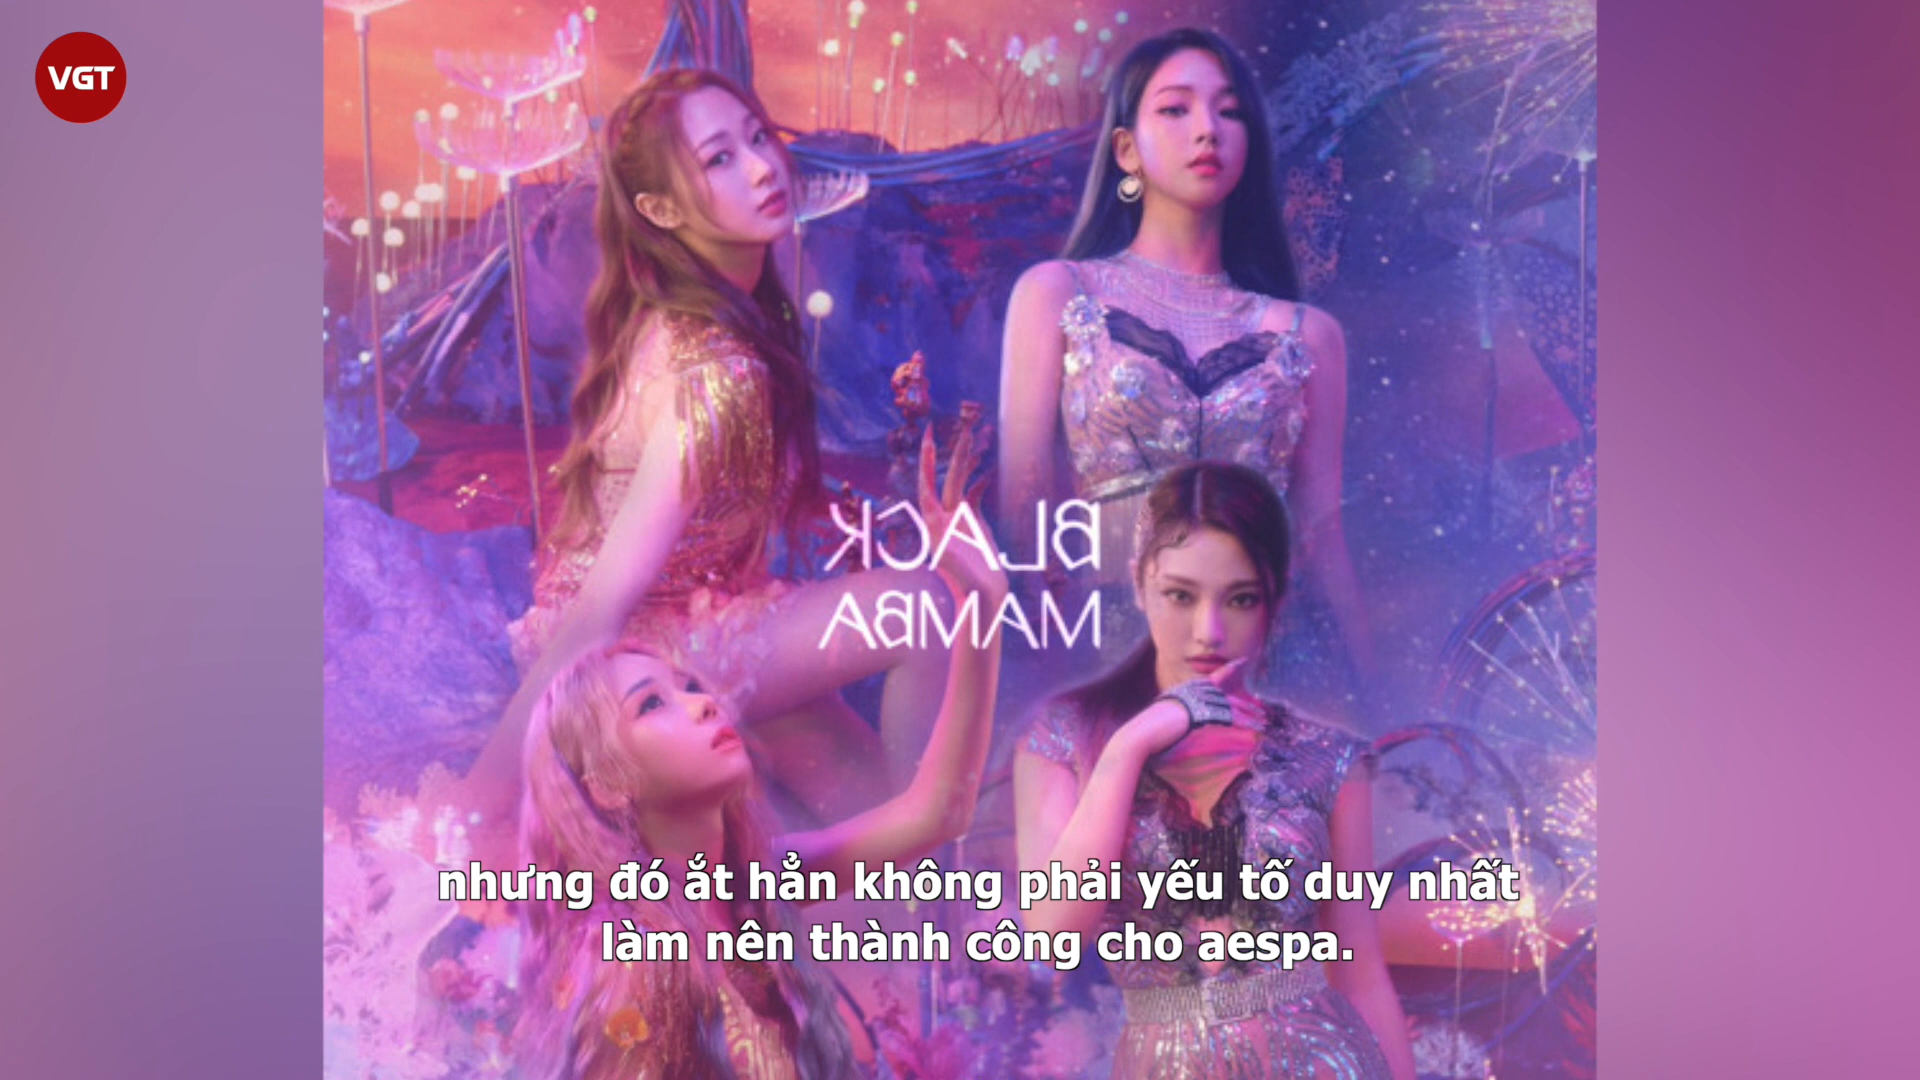 VGT
BLACK
MAMBA
nhưng đó ắt hẳn không phải yếu tố duy nhất
làm nên thành công cho aespa.